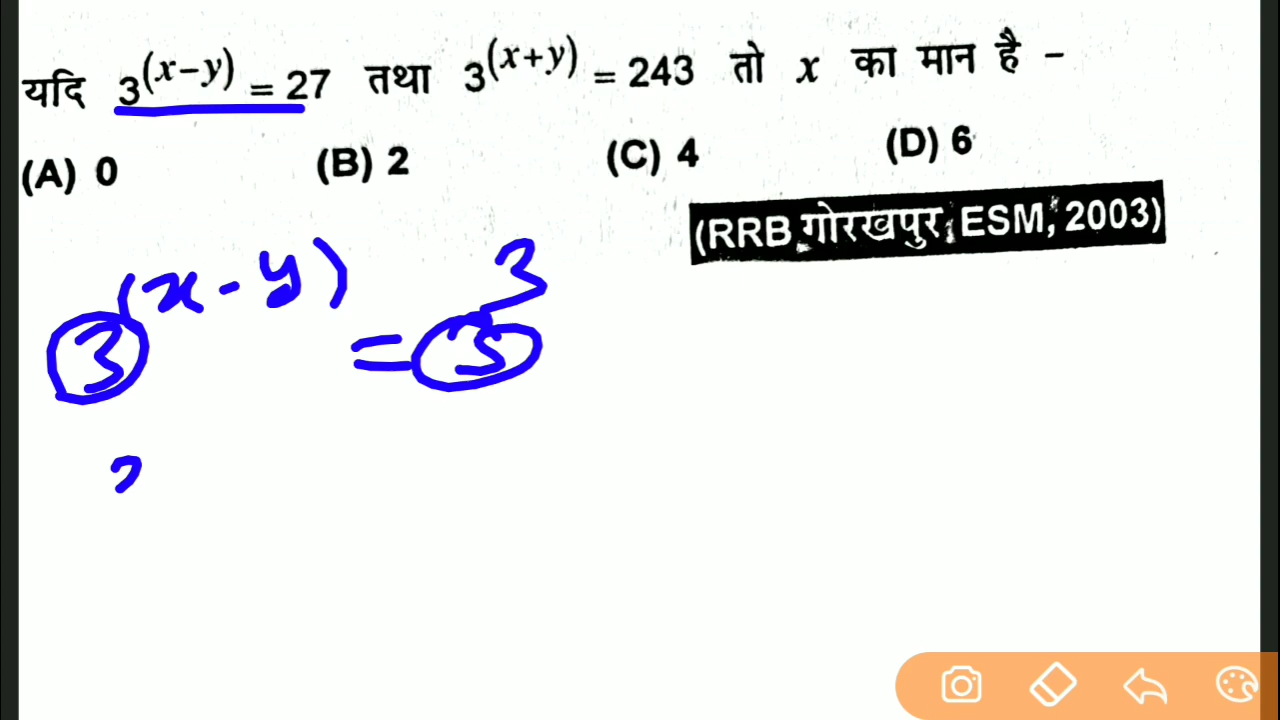 यदि 3^(x−y) = 27 तथा 3^(x+y) = 243 तो x का मान है −
(A) 0 (B) 2 (C) 4 (D) 6
(RRB गोरखपुर, ESM, 2003)
3^(x-y) = 3^3